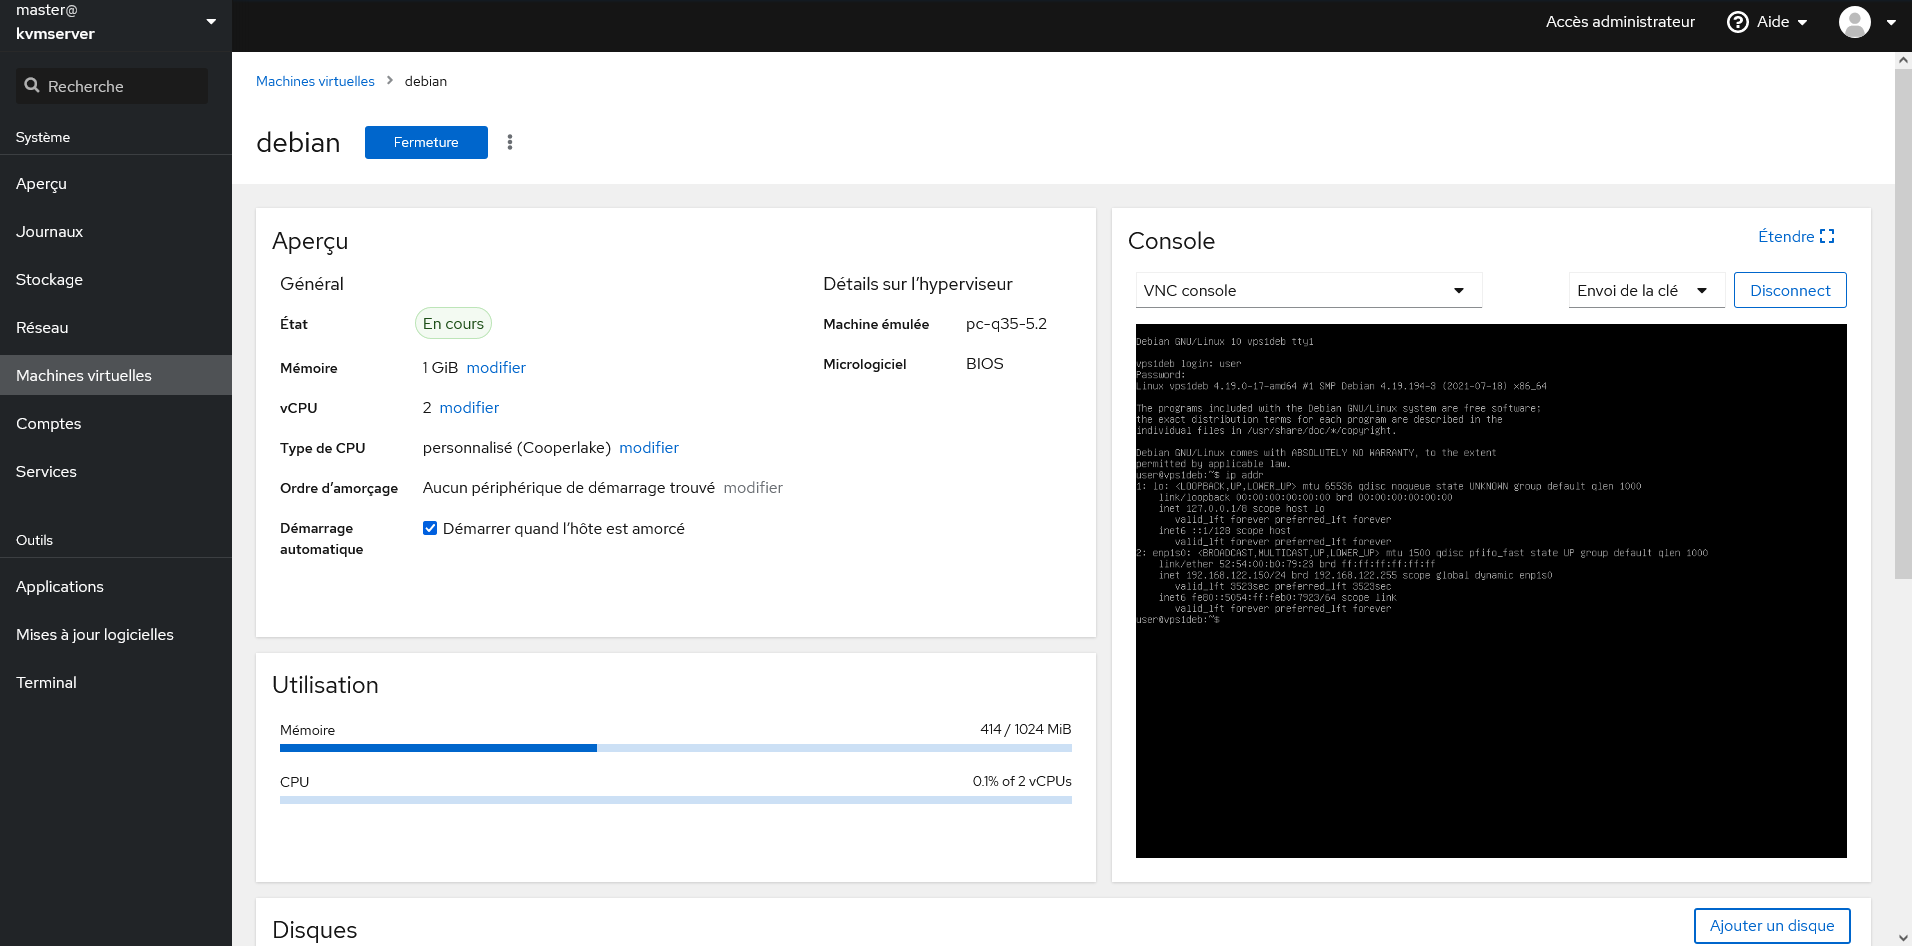 master@
kvmserver
Accès administrateur
Aide
Recherche
Système
Aperçu
Journaux
Stockage
Réseau
Machines virtuelles
Comptes
Services
Outils
Applications
Mises à jour logicielles
Terminal
Machines virtuelles > debian
debian
Fermeture
Aperçu
Général
État En cours
Mémoire 1 GiB modifier
vCPU 2 modifier
Type de CPU personnalisé (Cooperlake) modifier
Ordre d’amorçage Aucun périphérique de démarrage trouvé modifier
Démarrage
automatique
Démarrer quand l’hôte est amorcé
Détails sur l’hyperviseur
Machine émulée pc-q35-5.2
Micrologiciel BIOS
Utilisation
Mémoire 414 / 1024 MiB
CPU 0.1% of 2 vCPUs
Console
Étendre
VNC console
Envoi de la clé
Disconnect
Debian GNU/Linux 10 vps1deb tty1
vps1deb login: user
Password:
Linux vps1deb 4.19.0-17-amd64 #1 SMP Debian 4.19.194-3 (2021-07-18) x86_64
The programs included with the Debian GNU/Linux system are free software;
the exact distribution terms for each program are described in the
individual files in /usr/share/doc/*/copyright.
Debian GNU/Linux comes with ABSOLUTELY NO WARRANTY, to the extent
permitted by applicable law.
user@vps1deb:~$ ip addr
1: lo: <LOOPBACK,UP,LOWER_UP> mtu 65536 qdisc noqueue state UNKNOWN group default qlen 1000
link/loopback 00:00:00:00:00:00 brd 00:00:00:00:00:00
inet 127.0.0.1/8 scope host lo
valid_lft forever preferred_lft forever
inet6 ::1/128 scope host
valid_lft forever preferred_lft forever
2: enp1s0: <BROADCAST,MULTICAST,UP,LOWER_UP> mtu 1500 qdisc pfifo_fast state UP group default qlen 1000
link/ether 52:54:00:b0:79:23 brd ff:ff:ff:ff:ff:ff
inet 192.168.122.150/24 brd 192.168.122.255 scope global dynamic enp1s0
valid_lft 3523sec preferred_lft 3523sec
inet6 fe80::5054:ff:feb0:7923/64 scope link
valid_lft forever preferred_lft forever
user@vps1deb:~$
Disques
Ajouter un disque